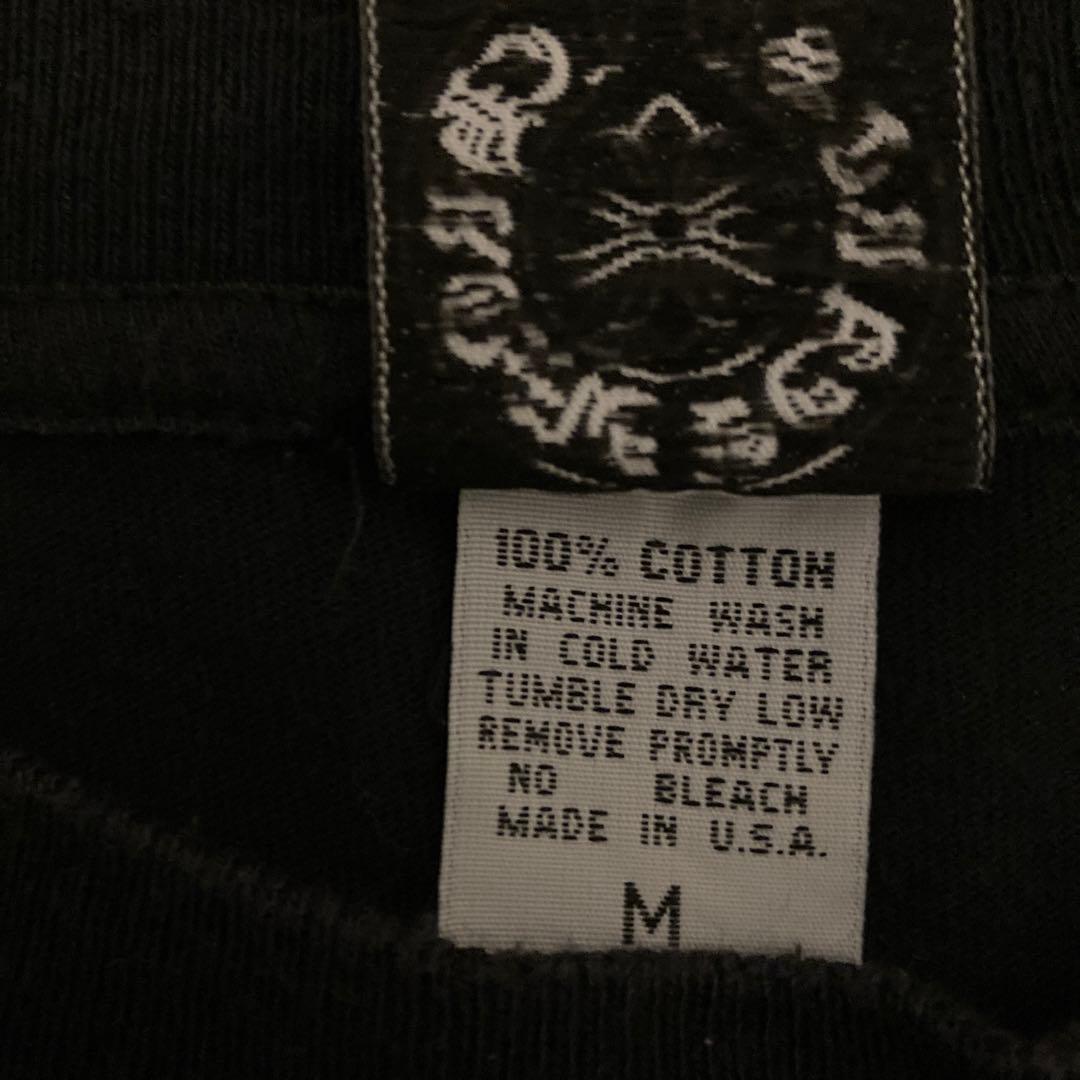 100% COTTON
MACHINE WASH
IN COLD WATER
TUMBLE DRY LOW
REMOVE PROMPTLY
NO BLEACH
MADE IN U.S.A.
M